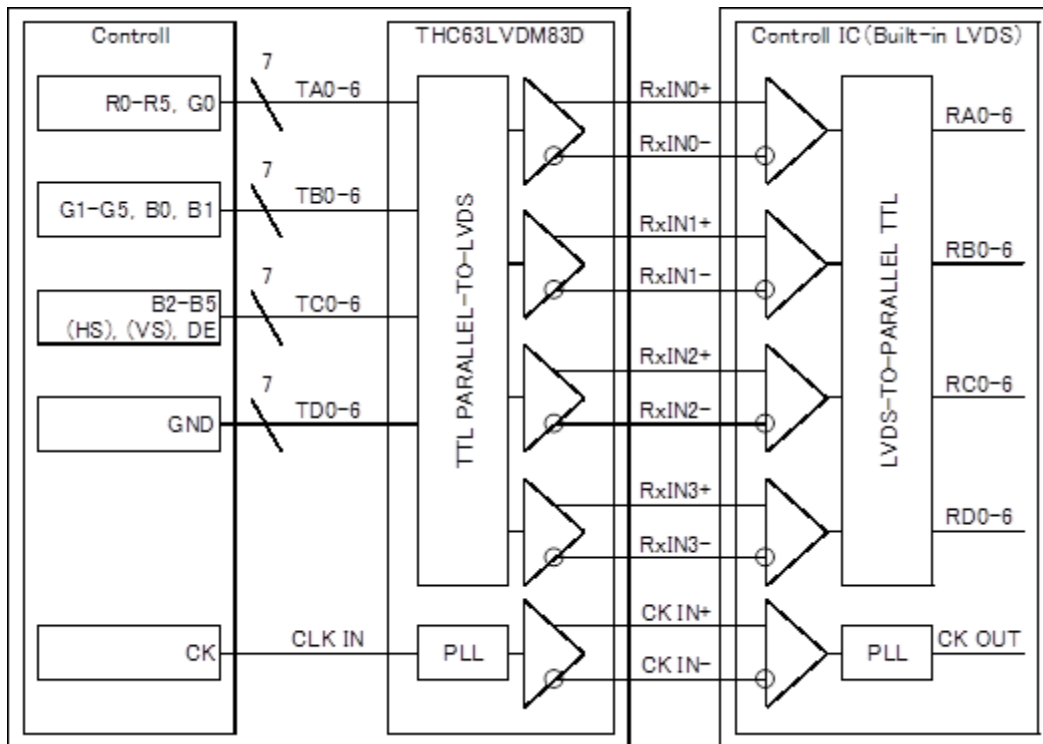 Controll
THC63LVDM83D
Controll IC(Built-in LVDS)
R0-R5, G0
7
TA0-6
RxIN0+
RxIN0-
RA0-6
G1-G5, B0, B1
7
TB0-6
RxIN1+
RxIN1-
RB0-6
B2-B5
(HS), (VS), DE
7
TC0-6
RxIN2+
RxIN2-
RC0-6
GND
7
TD0-6
RxIN3+
RxIN3-
RD0-6
TTL PARALLEL-TO-LVDS
LVDS-TO-PARALLEL TTL
CK
CLK IN
PLL
CK IN+
CK IN-
PLL
CK OUT